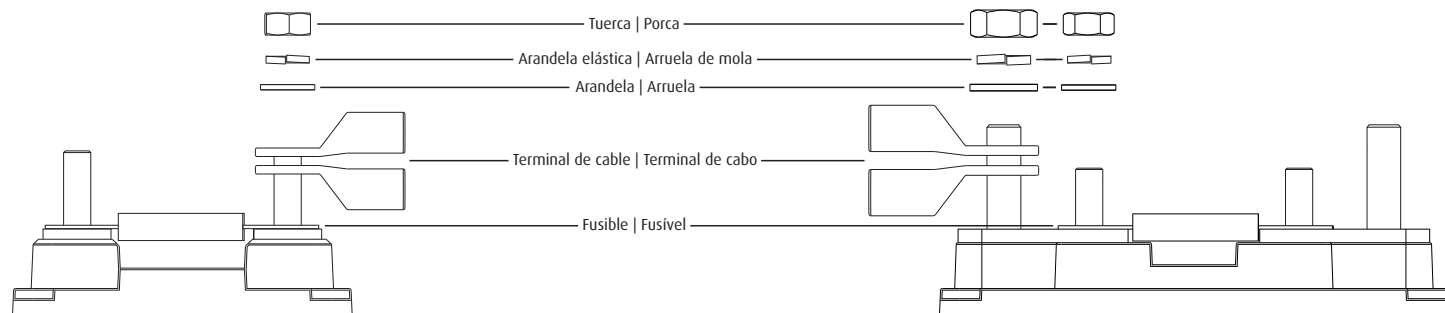 Tuerca | Porca
Arandela elástica | Arruela de mola
Arandela | Arruela
Terminal de cable | Terminal de cabo
Fusible | Fusível